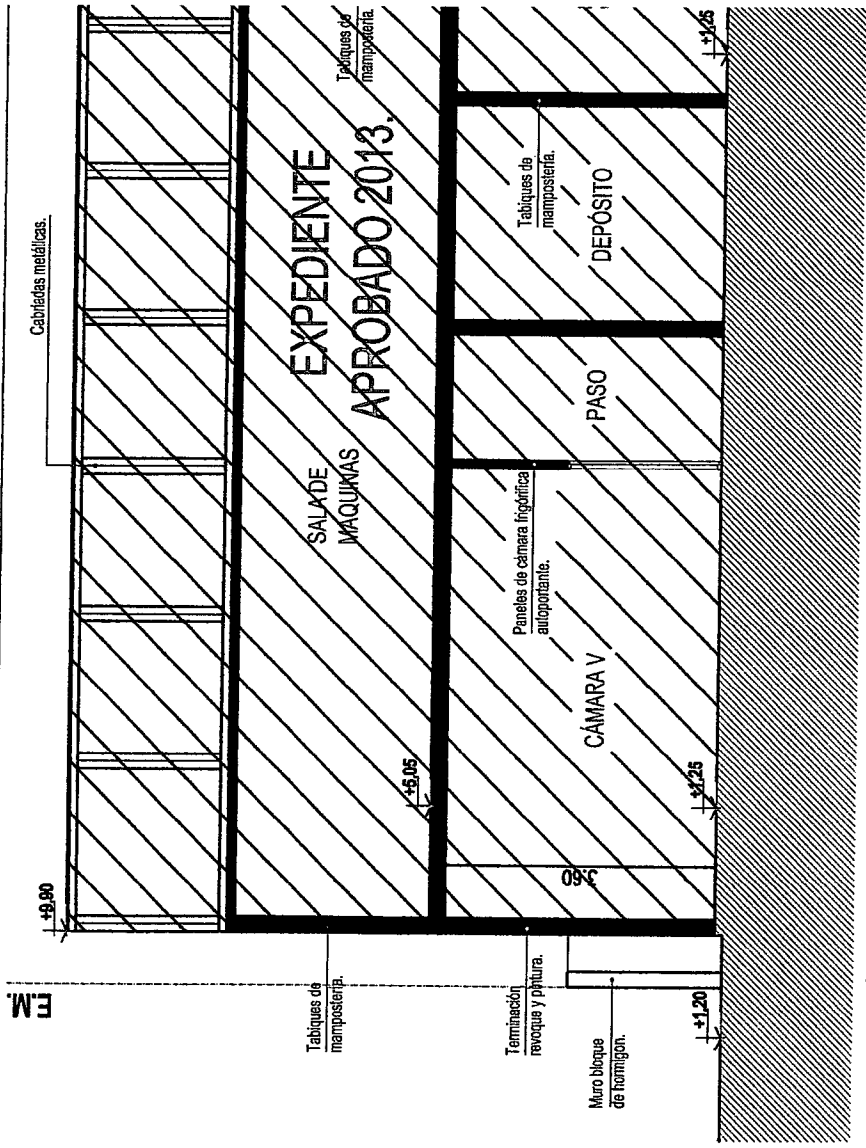 Cabriadas metálicas.
+9,90
E.M.
EXPEDIENTE
APROBADO 2013.
SALA DE
MAQUINAS
Tabiques de
mampostería.
Tabiques de
mampostería.
Terminación
revoque y pintura.
Muro bloque
de hormigon.
+5,05
3,60
CÁMARA V
Paneles de cámara frigórifica
autoportante.
PASO
DEPÓSITO
Tabiques de
mampostería.
+1,25
+1,25
+1,20